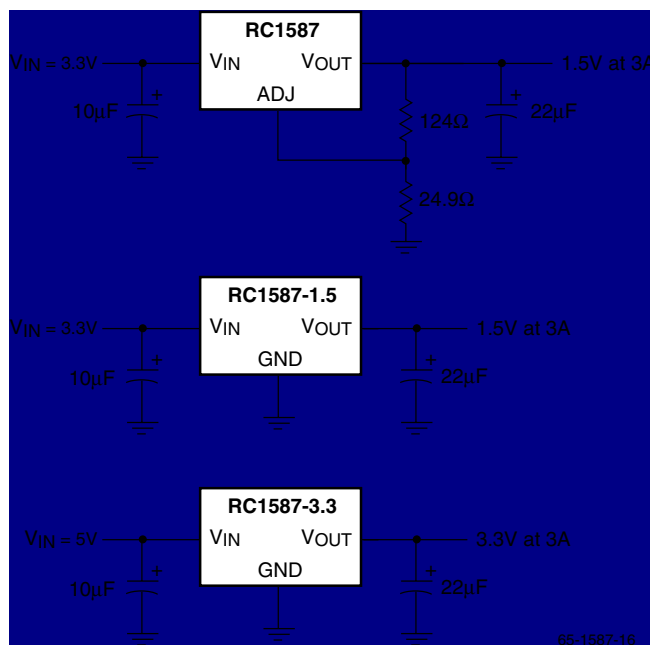 RC1587
VIN = 3.3V
VIN
VOUT
1.5V at 3A
ADJ
+
10µF
124Ω
+
22µF
24.9Ω
RC1587-1.5
VIN = 3.3V
VIN
VOUT
1.5V at 3A
GND
+
10µF
+
22µF
RC1587-3.3
VIN = 5V
VIN
VOUT
3.3V at 3A
GND
+
10µF
+
22µF
65-1587-16